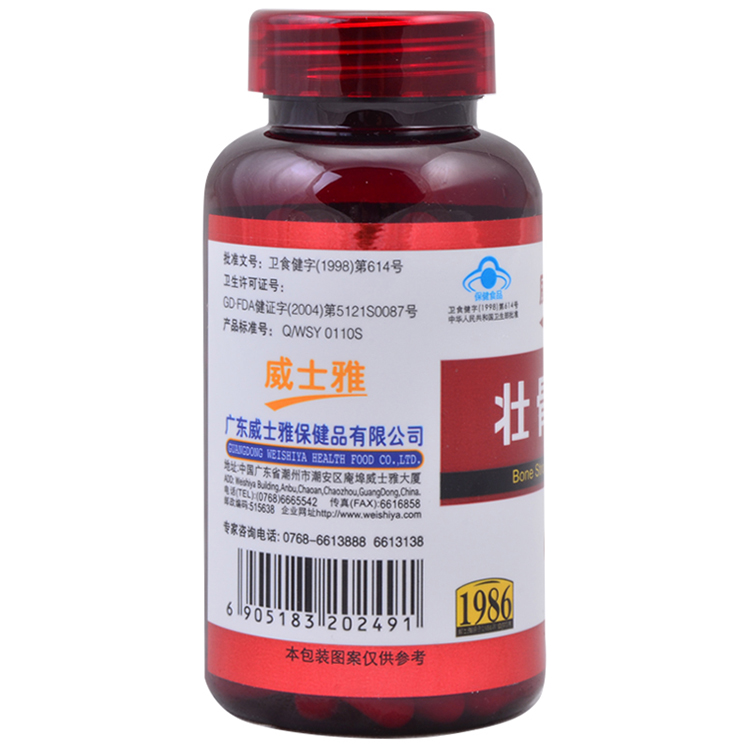 批准文号：卫食健字(1998)第614号
卫生许可证号：
GD·FDA健证字(2004)第5121S0087号
产品标准号：Q/WSY 0110S
威士雅
广东威士雅保健品有限公司
GUANGDONG WEISHIYA HEALTH FOOD CO.,LTD.
地址:中国广东省潮州市潮安区庵埠威士雅大厦
ADD: Weishiya Building,Anbu,Chaoan,Chaozhou,GuangDong,China.
电话(TEL):(0768)6665542 传真(FAX):6616858
邮政编码:515638 企业网址http://www.weishiya.com
专家咨询电话: 0768-6613888 6613138
6 905183 202491
本包装图案仅供参考
保健食品
卫食健字(1998)第614号
中华人民共和国卫生部批准
壮骨
Bone
1986